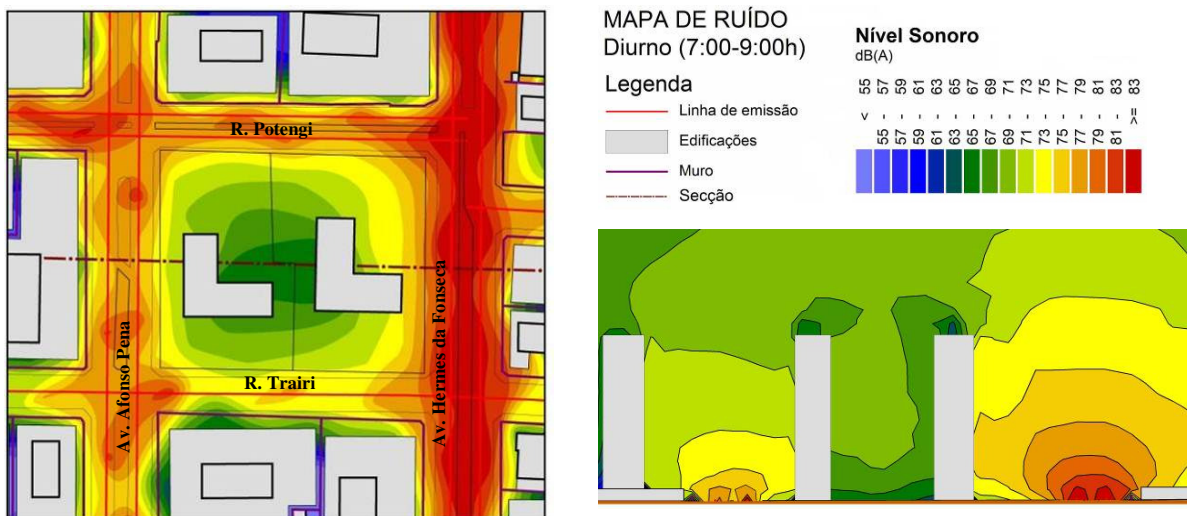 R. Potengi
R. Trairi
Av. Afonso Pena
Av. Hermes da Fonseca
MAPA DE RUÍDO
Diurno (7:00-9:00h)
Legenda
Linha de emissão
Edificações
Muro
Secção
Nível Sonoro
dB(A)
< 55
55 - 57
57 - 59
59 - 61
61 - 63
63 - 65
65 - 67
67 - 69
69 - 71
71 - 73
73 - 75
75 - 77
77 - 79
79 - 81
81 - 83
>= 83